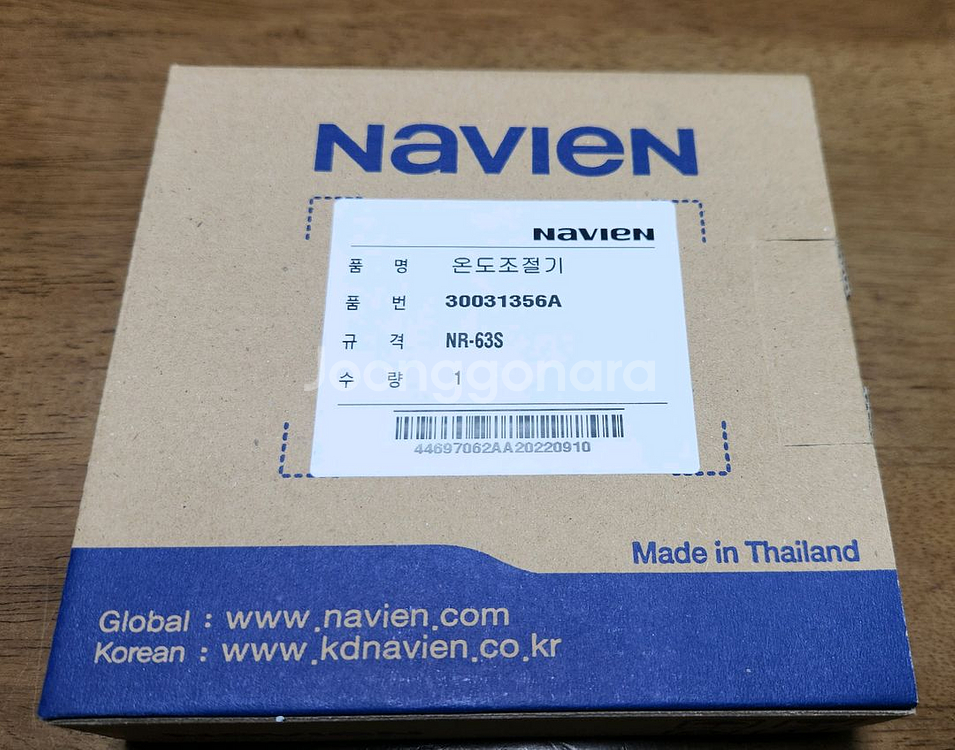 NAVIEN
NAVIEN
품 명 온도조절기
품 번 30031356A
규 격 NR-63S
수 량 1
Joonggonara
44697062AA20220910
Made in Thailand
Global : www.navien.com
Korean : www.kdnavien.co.kr